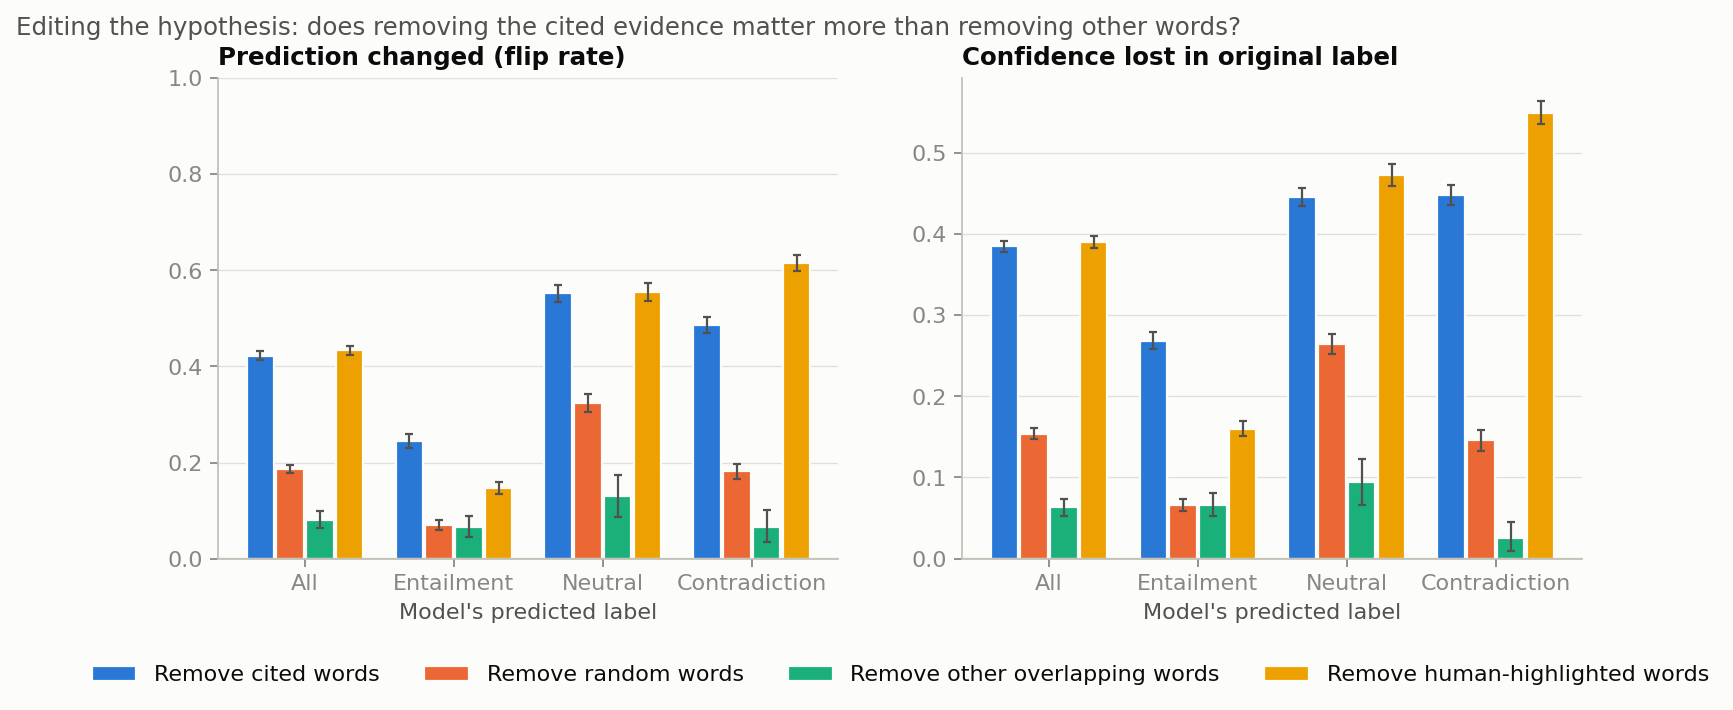 Editing the hypothesis: does removing the cited evidence matter more than removing other words?
Prediction changed (flip rate)
1.0
0.8
0.6
0.4
0.2
0.0
All
Entailment
Neutral
Contradiction
Model's predicted label
Confidence lost in original label
0.5
0.4
0.3
0.2
0.1
0.0
All
Entailment
Neutral
Contradiction
Model's predicted label
Remove cited words
Remove random words
Remove other overlapping words
Remove human-highlighted words